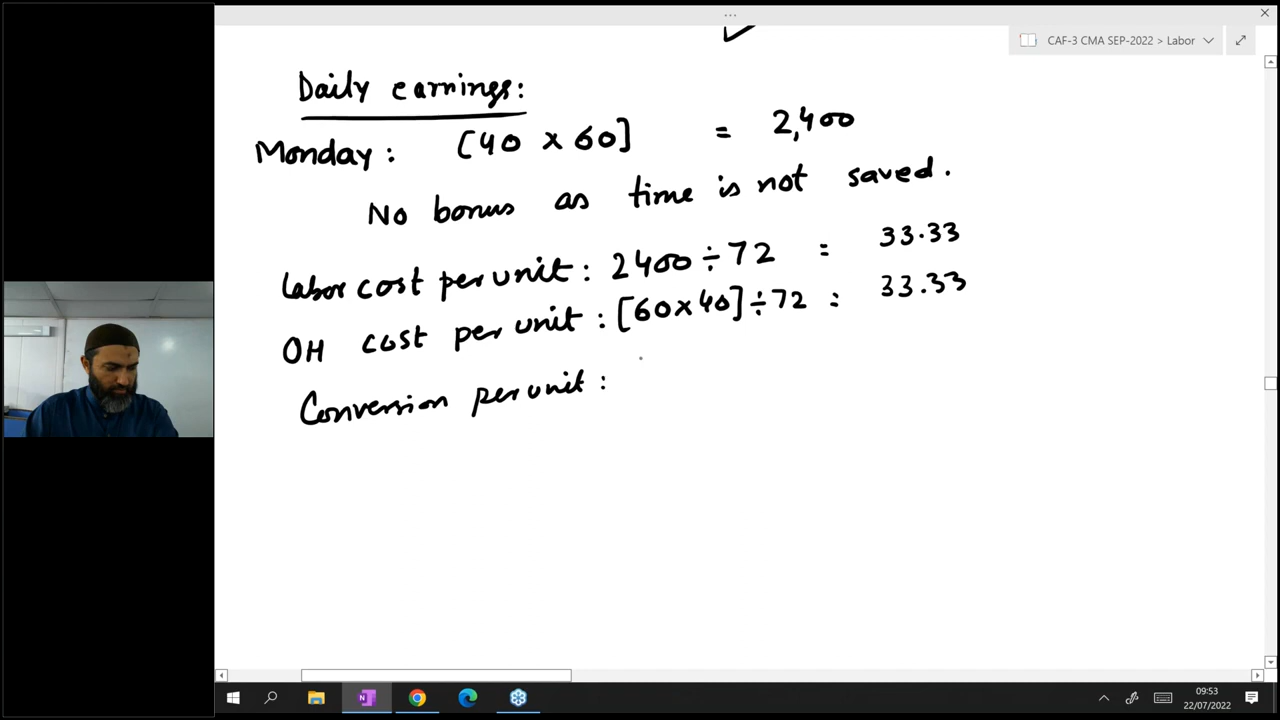 CAF-3 CMA SEP-2022 > Labor
Daily earnings:
Monday: [40 x 60] = 2,400
No bonus as time is not saved.
Labor cost per unit: 2400 ÷ 72 = 33.33
OH cost per unit: [60x40] ÷ 72 = 33.33
Conversion per unit:
09:53
22/07/2022